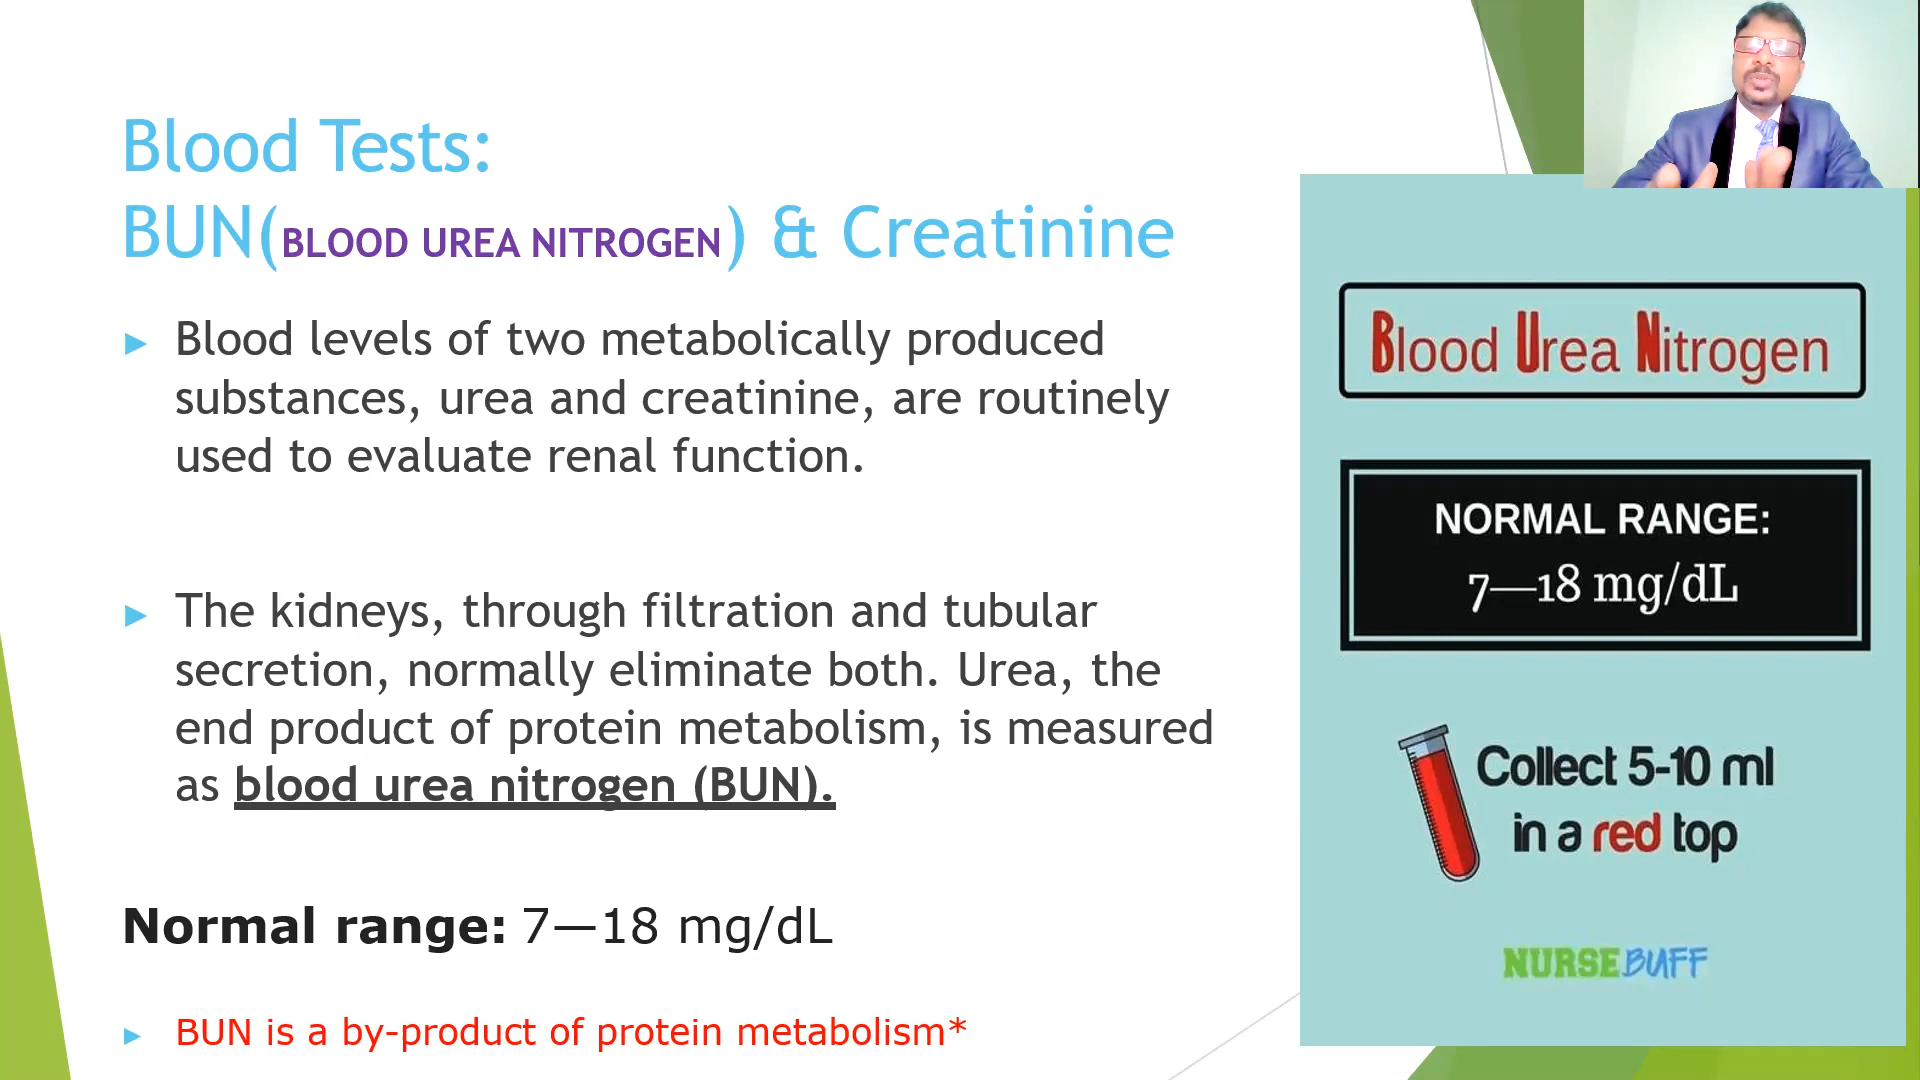 Blood Tests:
BUN(BLOOD UREA NITROGEN) & Creatinine
► Blood levels of two metabolically produced
substances, urea and creatinine, are routinely
used to evaluate renal function.
► The kidneys, through filtration and tubular
secretion, normally eliminate both. Urea, the
end product of protein metabolism, is measured
as blood urea nitrogen (BUN).
Normal range: 7—18 mg/dL
► BUN is a by-product of protein metabolism*
Blood Urea Nitrogen
NORMAL RANGE:
7—18 mg/dL
Collect 5-10 ml
in a red top
NURSEBUFF